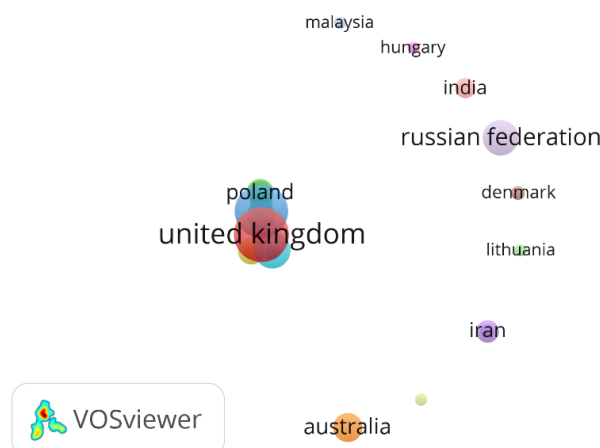 malaysia
hungary
india
russian federation
poland
denmark
united kingdom
lithuania
iran
australia
VOSviewer